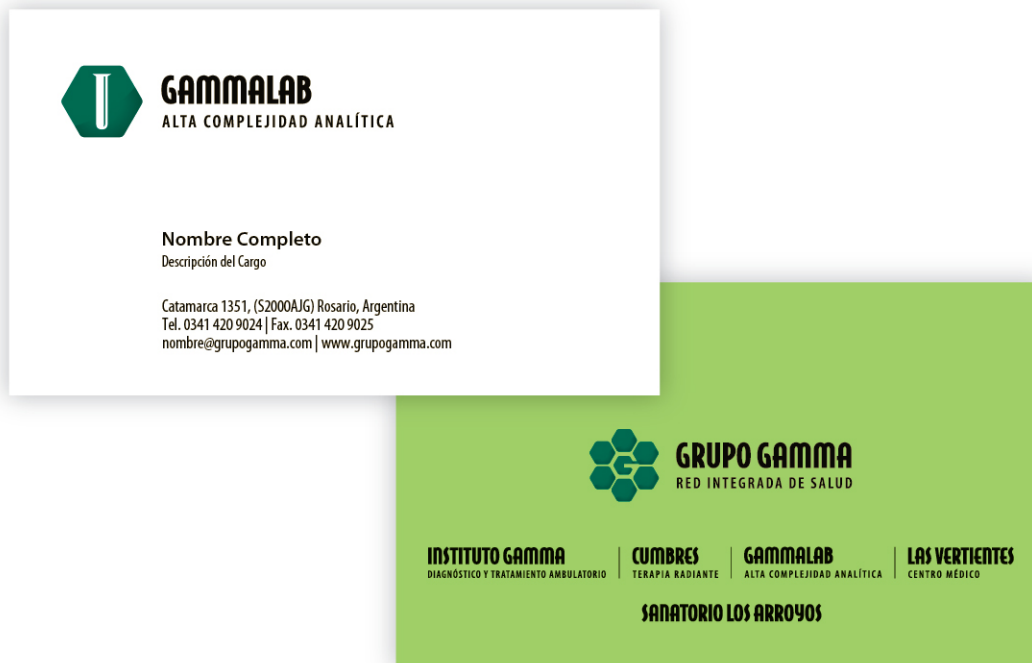 GAMMALAB
ALTA COMPLEJIDAD ANALÍTICA
Nombre Completo
Descripción del Cargo
Catamarca 1351, (S2000AJG) Rosario, Argentina
Tel. 0341 420 9024 | Fax. 0341 420 9025
nombre@grupogamma.com | www.grupogamma.com
GRUPO GAMMA
RED INTEGRADA DE SALUD
INSTITUTO GAMMA
DIAGNÓSTICO Y TRATAMIENTO AMBULATORIO
CUMBRES
TERAPIA RADIANTE
GAMMALAB
ALTA COMPLEJIDAD ANALÍTICA
LAS VERTIENTES
CENTRO MÉDICO
SANATORIO LOS ARROYOS